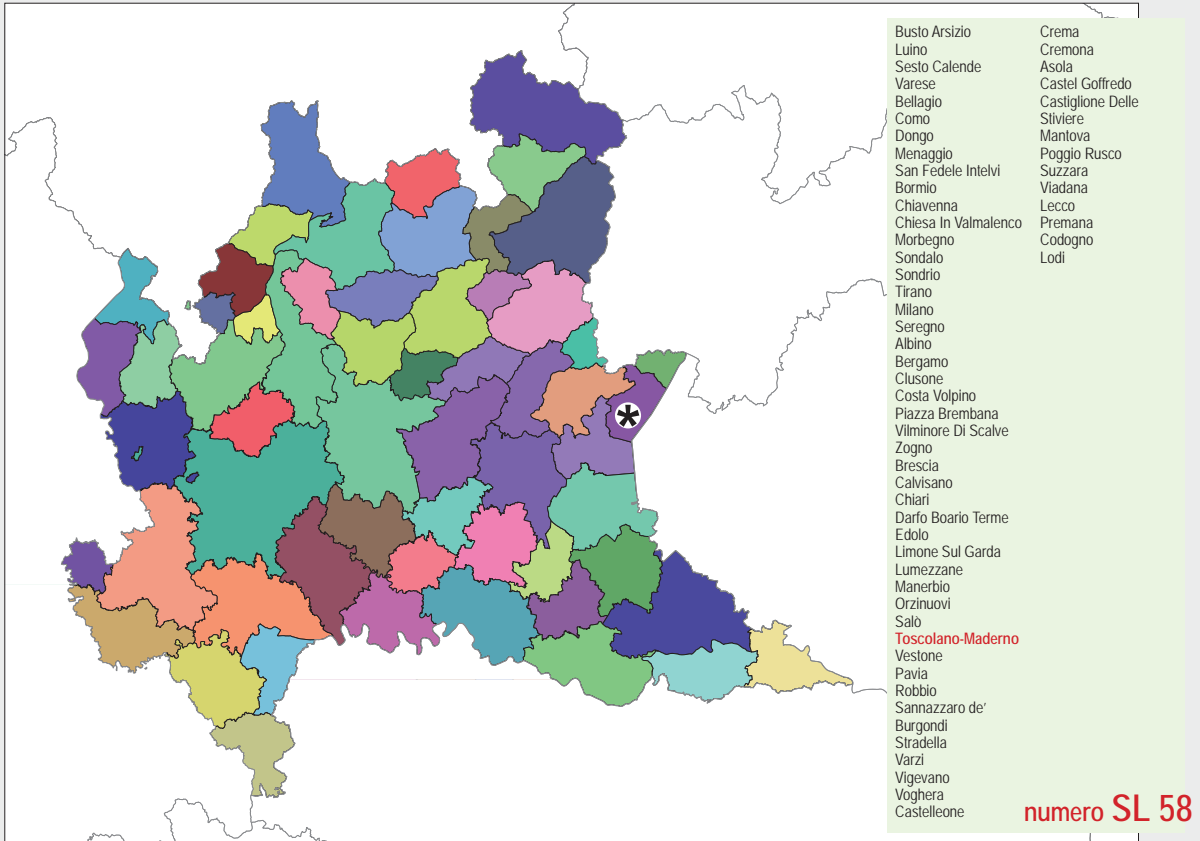 Busto Arsizio
Luino
Sesto Calende
Varese
Bellagio
Como
Dongo
Menaggio
San Fedele Intelvi
Bormio
Chiavenna
Chiesa In Valmalenco
Morbegno
Sondalo
Sondrio
Tirano
Milano
Seregno
Albino
Bergamo
Clusone
Costa Volpino
Piazza Brembana
Vilminore Di Scalve
Zogno
Brescia
Calvisano
Chiari
Darfo Boario Terme
Edolo
Limone Sul Garda
Lumezzane
Manerbio
Orzinuovi
Salò
Toscolano-Maderno
Vestone
Pavia
Robbio
Sannazzaro de'
Burgondi
Stradella
Varzi
Vigevano
Voghera
Castelleone
Crema
Cremona
Asola
Castel Goffredo
Castiglione Delle
Stiviere
Mantova
Poggio Rusco
Suzzara
Viadana
Lecco
Premana
Codogno
Lodi
numero SL 58
*